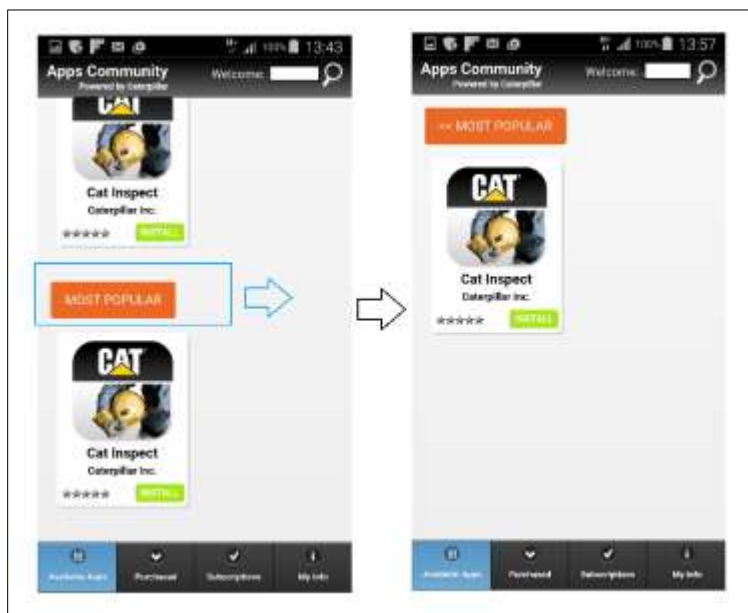 100% 13:43
Apps Community
Powered by Caterpillar
Welcome:
CAT
Cat Inspect
Caterpillar Inc.
INSTALL
MOST POPULAR
CAT
Cat Inspect
Caterpillar Inc.
INSTALL
Available Apps
Purchased
Subscriptions
My Info
100% 13:57
Apps Community
Powered by Caterpillar
Welcome:
<< MOST POPULAR
CAT
Cat Inspect
Caterpillar Inc.
INSTALL
Available Apps
Purchased
Subscriptions
My Info